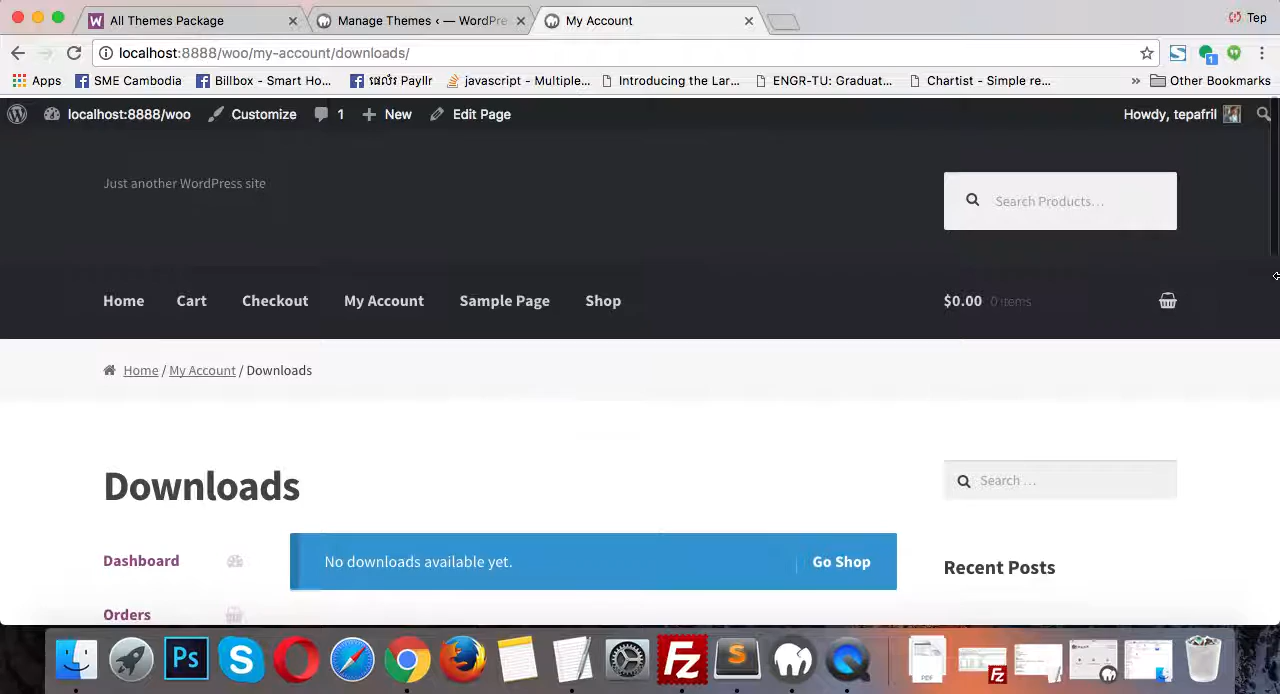 All Themes Package
Manage Themes ‹ — WordPre
My Account
Tep
localhost:8888/woo/my-account/downloads/
Apps
SME Cambodia
Billbox - Smart Ho...
javascript - Multiple...
Introducing the Lar...
ENGR-TU: Graduat...
Chartist - Simple re...
»
Other Bookmarks
localhost:8888/woo
Customize
1
New
Edit Page
Howdy, tepafril
Just another WordPress site
Search Products…
Home
Cart
Checkout
My Account
Sample Page
Shop
$0.00 0 items
Home / My Account / Downloads
Downloads
Search …
Dashboard
No downloads available yet.
Go Shop
Recent Posts
Orders
Ps
S
Fz
S
PDF